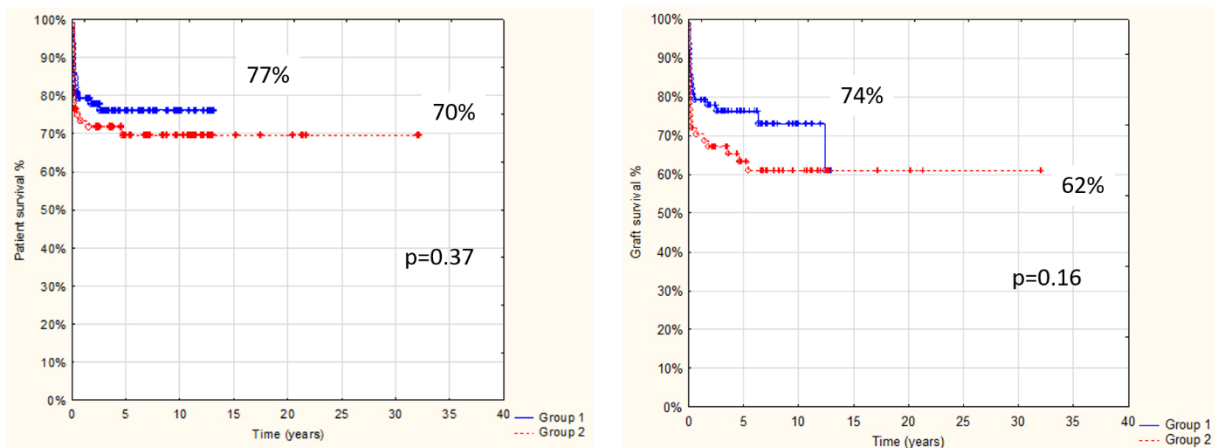 100%
90%
80%
70%
60%
50%
40%
30%
20%
10%
0%
Patient survival %
77%
70%
p=0.37
0 5 10 15 20 25 30 35 40
Time (years)
Group 1
Group 2
100%
90%
80%
70%
60%
50%
40%
30%
20%
10%
0%
Graft survival %
74%
62%
p=0.16
0 5 10 15 20 25 30 35 40
Time (years)
Group 1
Group 2